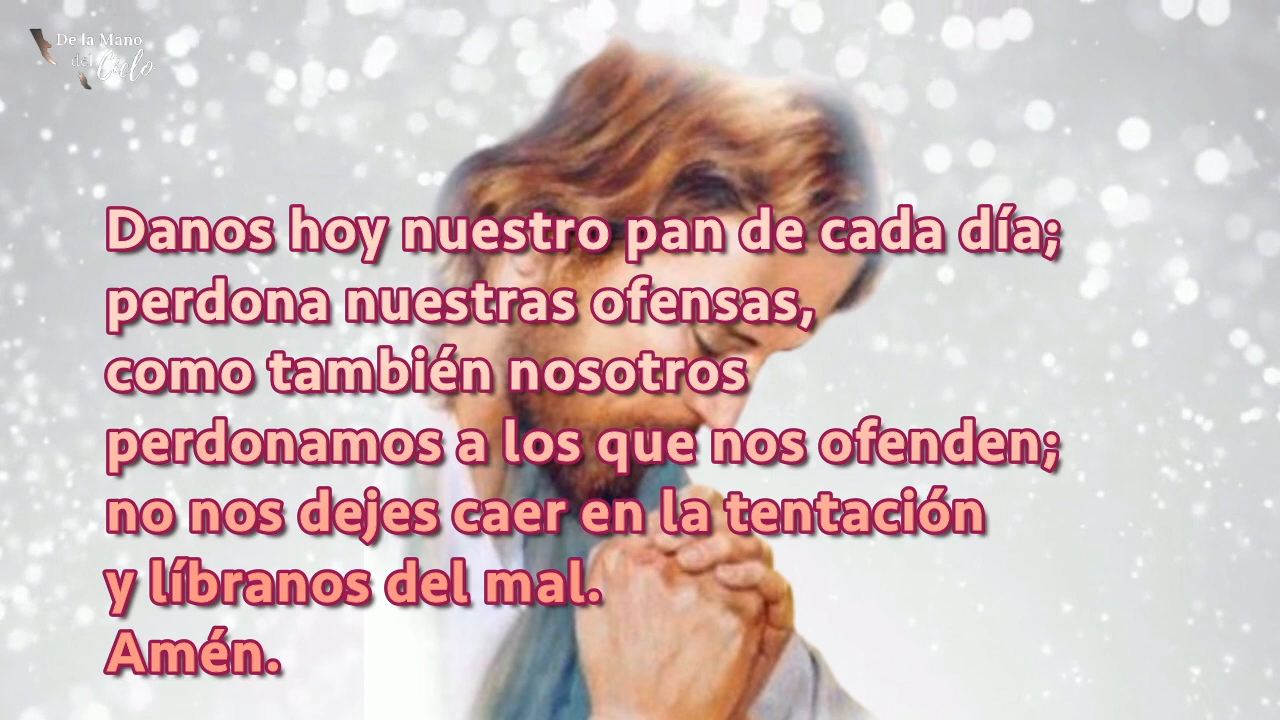 De la Mano
del Cielo
Danos hoy nuestro pan de cada día;
perdona nuestras ofensas,
como también nosotros
perdonamos a los que nos ofenden;
no nos dejes caer en la tentación
y líbranos del mal.
Amén.